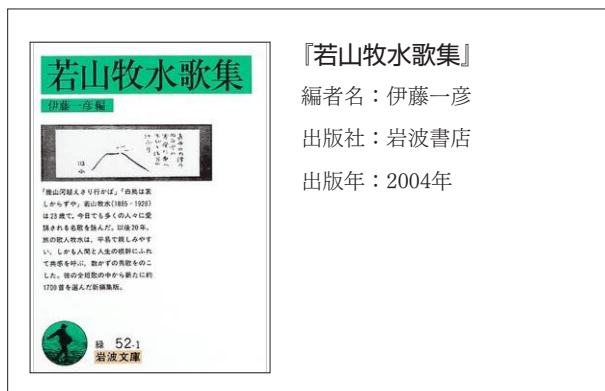 若山牧水歌集
伊藤一彦編
「幾山河越えさり行かば」「白鳥は哀
しからずや」若山牧水(1885-1928)
は23歳で、今日でも多くの人々に愛
誦される名歌を詠んだ。以後20年、
旅の歌人牧水は、平易で親しみやす
い、しかも人間と人生の根幹にふれ
て共感を呼ぶ、数かずの秀歌をのこ
した。彼の全短歌の中から新たに約
1700首を選んだ新編集版。
緑 52-1
岩波文庫
『若山牧水歌集』
編者名：伊藤一彦
出版社：岩波書店
出版年：2004年